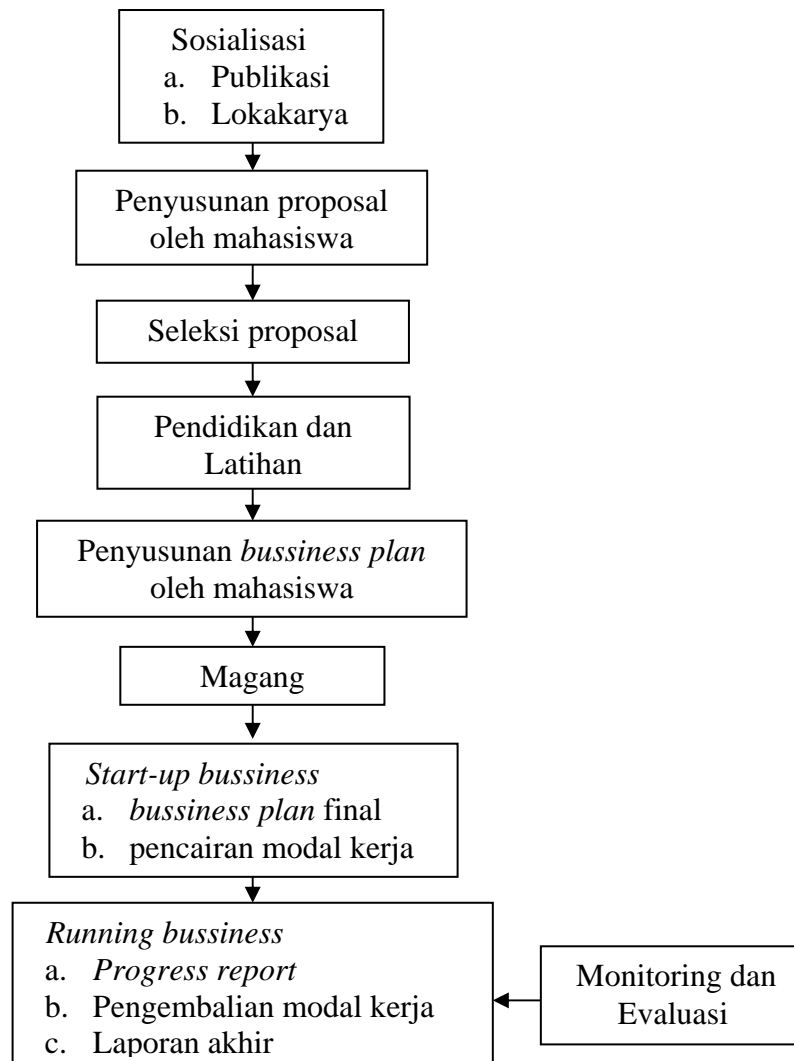 Sosialisasi
a. Publikasi
b. Lokakarya
Penyusunan proposal
oleh mahasiswa
Seleksi proposal
Pendidikan dan
Latihan
Penyusunan bussiness plan
oleh mahasiswa
Magang
Start-up bussiness
a. bussiness plan final
b. pencairan modal kerja
Running bussiness
a. Progress report
b. Pengembalian modal kerja
c. Laporan akhir
Monitoring dan
Evaluasi